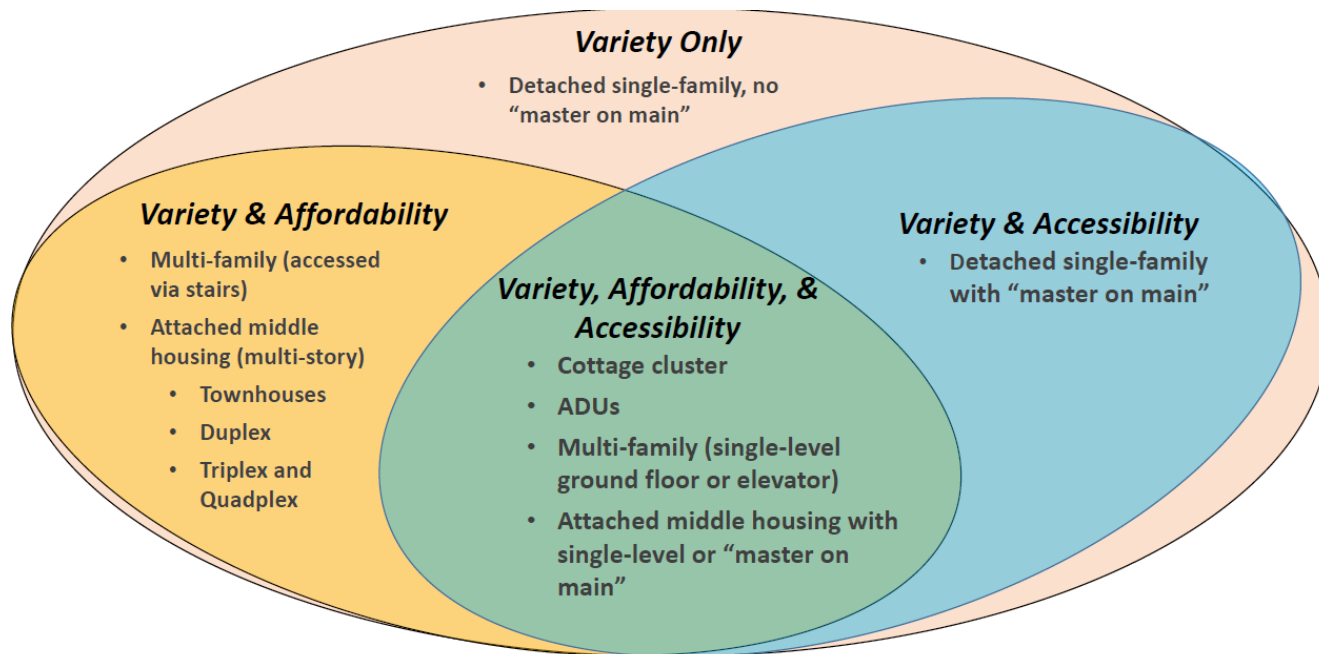 Variety Only
• Detached single-family, no
“master on main”
Variety & Affordability
• Multi-family (accessed
via stairs)
• Attached middle
housing (multi-story)
• Townhouses
• Duplex
• Triplex and
Quadplex
Variety, Affordability, &
Accessibility
• Cottage cluster
• ADUs
• Multi-family (single-level
ground floor or elevator)
• Attached middle housing with
single-level or “master on
main”
Variety & Accessibility
• Detached single-family
with “master on main”